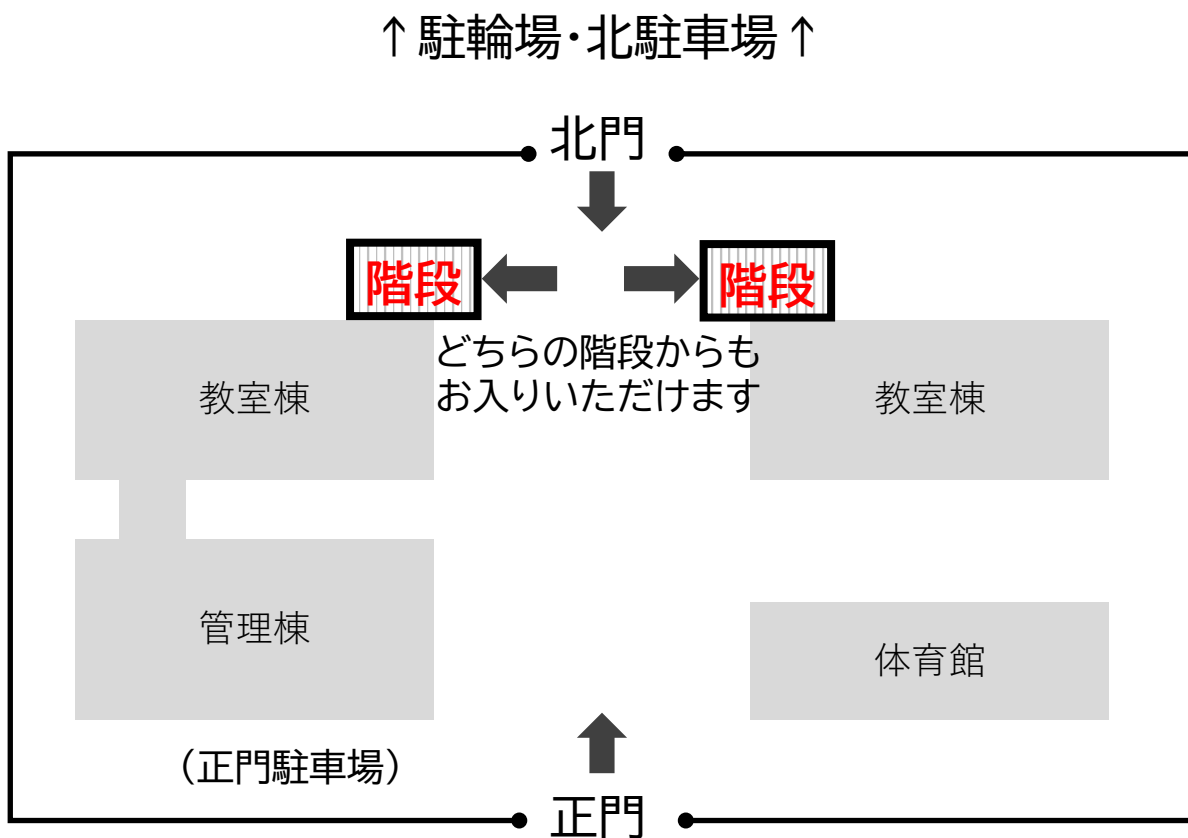 ↑駐輪場・北駐車場↑
北門
階段
階段
どちらの階段からも
お入りいただけます
教室棟
教室棟
管理棟
体育館
（正門駐車場）
正門